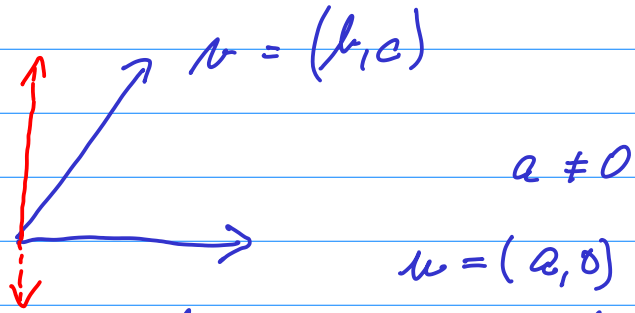 v = (b,c)
a ≠ 0
u = (a,0)